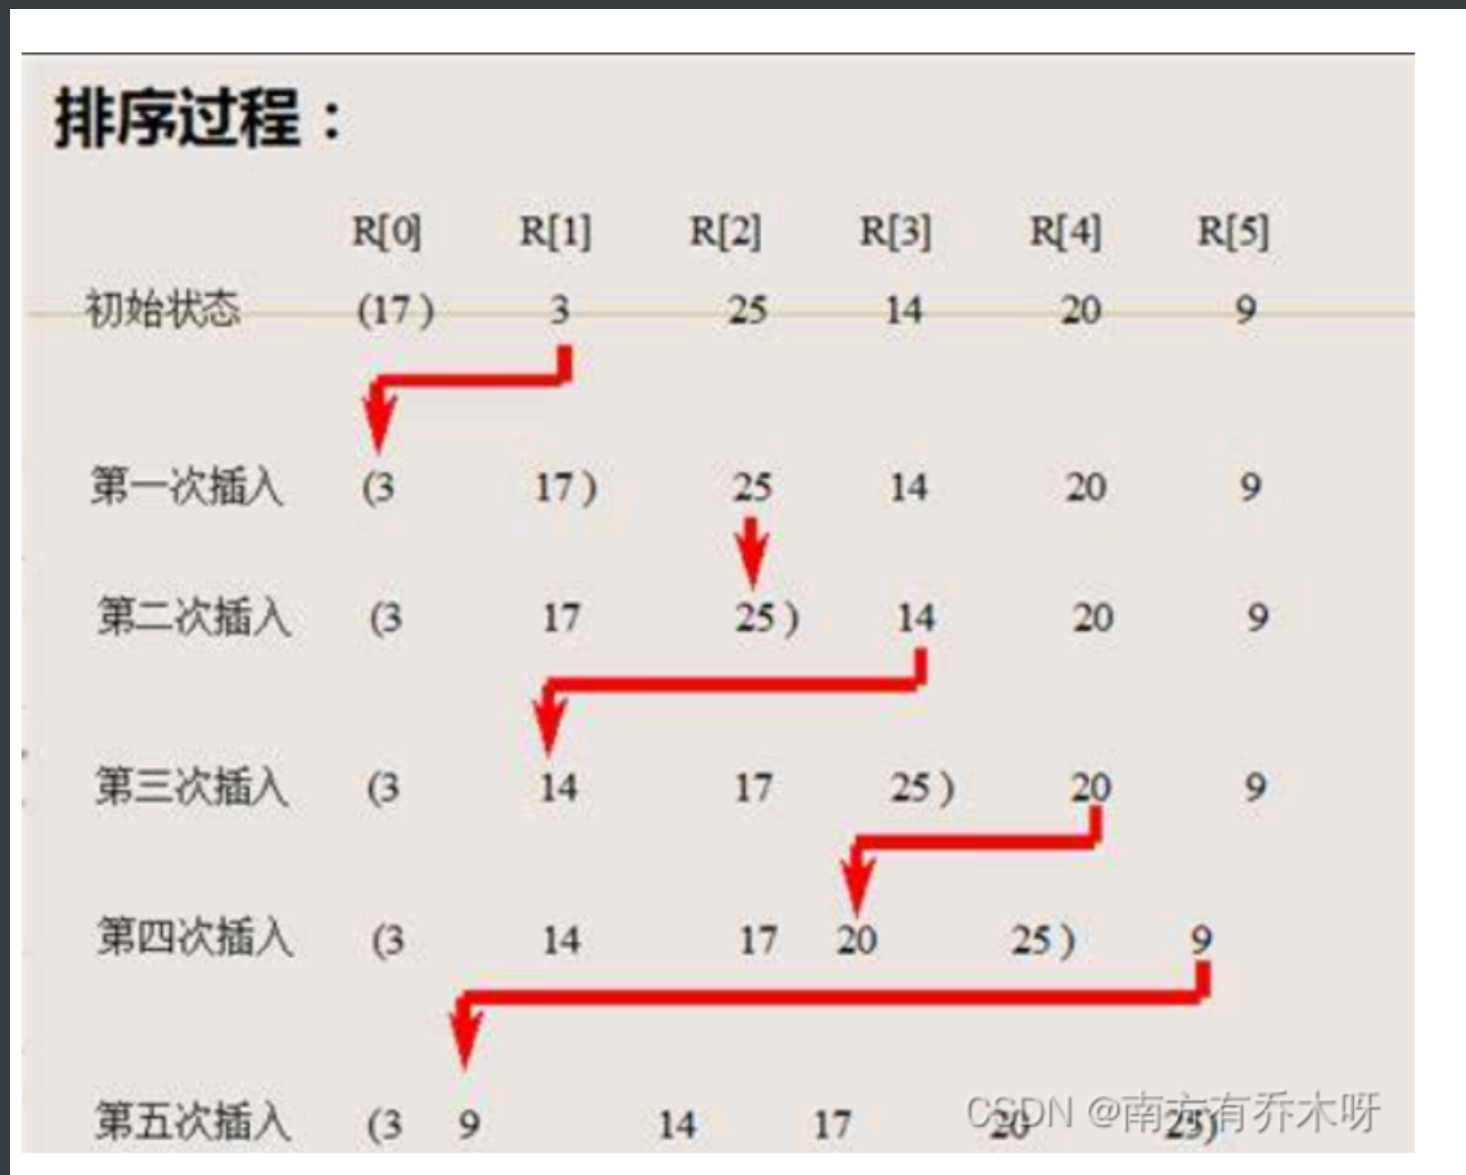 排序过程：
R[0] R[1] R[2] R[3] R[4] R[5]
初始状态 (17) 3 25 14 20 9
第一次插入 (3 17) 25 14 20 9
第二次插入 (3 17 25) 14 20 9
第三次插入 (3 14 17 25) 20 9
第四次插入 (3 14 17 20 25) 9
第五次插入 (3 9 14 17 20 25)
CSDN @南方有乔木呀